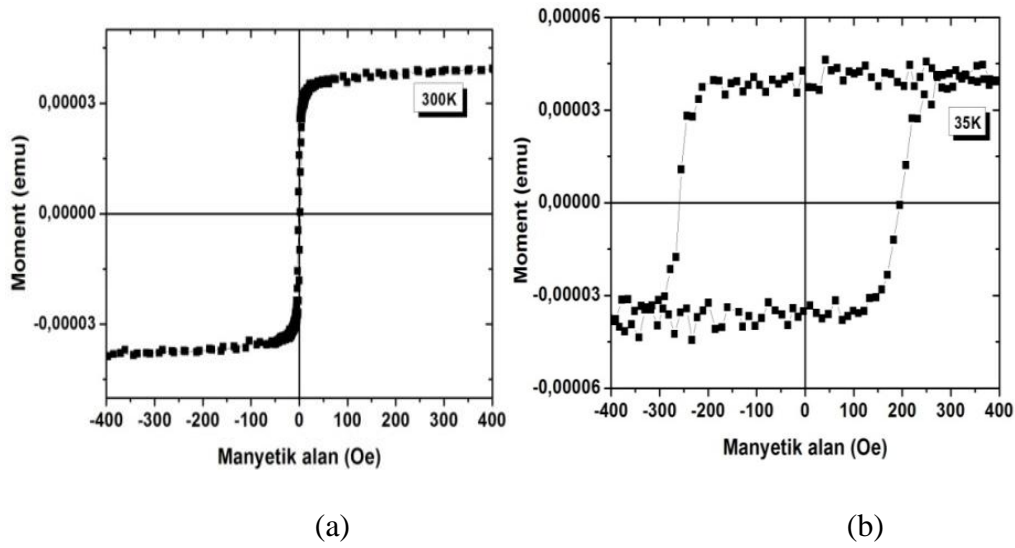 0,00003
0,00000
-0,00003
Moment (emu)
300K
-400 -300 -200 -100 0 100 200 300 400
Manyetik alan (Oe)
(a)
0,00006
0,00003
0,00000
-0,00003
-0,00006
Moment (emu)
35K
-400 -300 -200 -100 0 100 200 300 400
Manyetik alan (Oe)
(b)